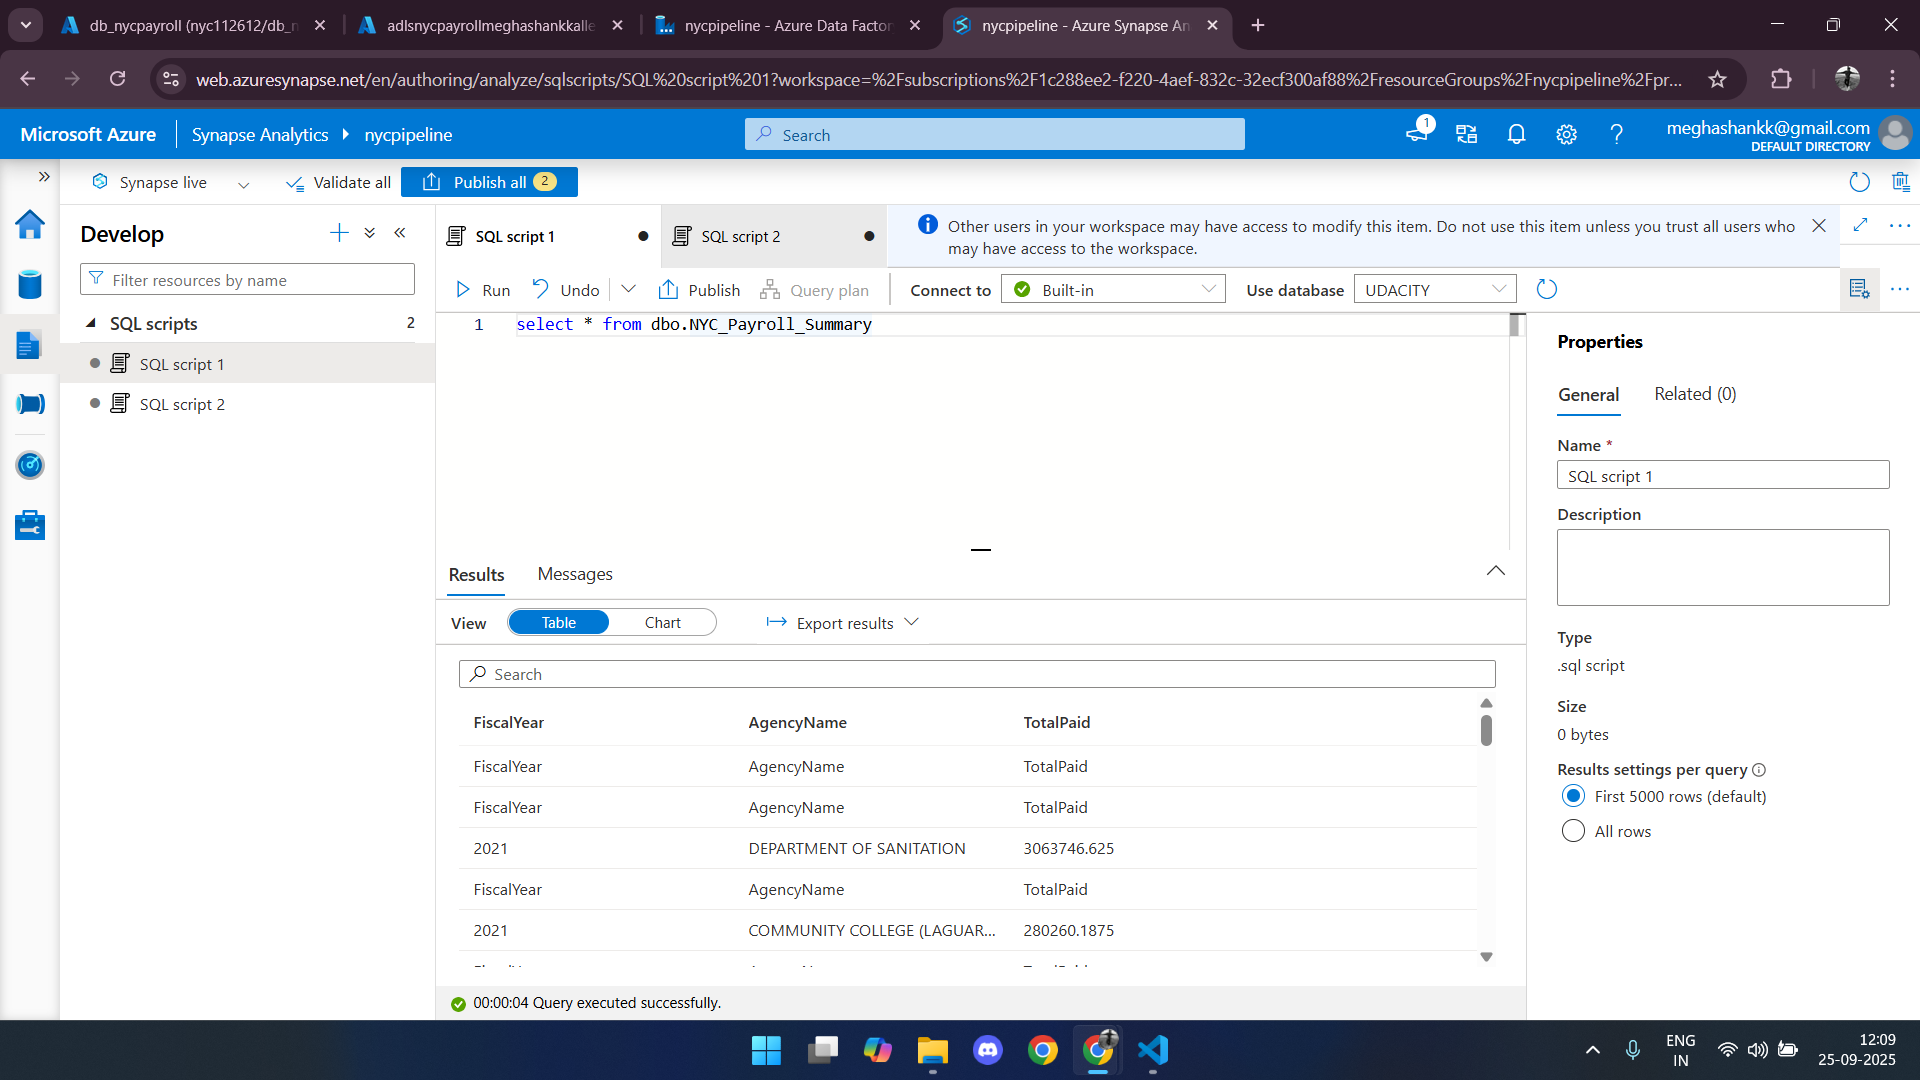 db_nycpayroll (nyc112612/db_n
adlsnycpayrollmeghashankkalle
nycpipeline - Azure Data Factor
nycpipeline - Azure Synapse An
web.azuresynapse.net/en/authoring/analyze/sqlscripts/SQL%20script%201?workspace=%2Fsubscriptions%2F1c288ee2-f220-4aef-832c-32ecf300af88%2FresourceGroups%2Fnycpipeline%2Fpr...
Microsoft Azure
Synapse Analytics
nycpipeline
Search
1
meghashankk@gmail.com
DEFAULT DIRECTORY
Synapse live
Validate all
Publish all 2
Develop
Filter resources by name
SQL scripts 2
SQL script 1
SQL script 2
SQL script 1
SQL script 2
Other users in your workspace may have access to modify this item. Do not use this item unless you trust all users who
may have access to the workspace.
Run
Undo
Publish
Query plan
Connect to
Built-in
Use database
UDACITY
1 select * from dbo.NYC_Payroll_Summary
Results
Messages
View
Table
Chart
Export results
Search
FiscalYear AgencyName TotalPaid
FiscalYear AgencyName TotalPaid
FiscalYear AgencyName TotalPaid
2021 DEPARTMENT OF SANITATION 3063746.625
FiscalYear AgencyName TotalPaid
2021 COMMUNITY COLLEGE (LAGUAR... 280260.1875
00:00:04 Query executed successfully.
Properties
General
Related (0)
Name *
SQL script 1
Description
Type
.sql script
Size
0 bytes
Results settings per query
First 5000 rows (default)
All rows
ENG
IN
12:09
25-09-2025